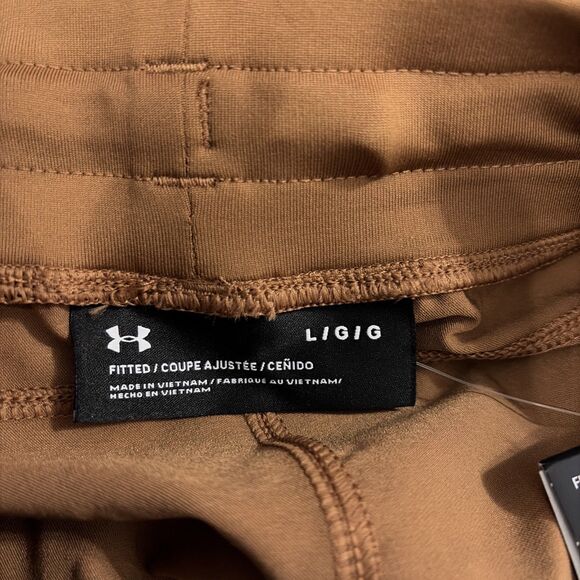 L/G/G
FITTED / COUPE AJUSTÉE / CEÑIDO
MADE IN VIETNAM / FABRIQUÉ AU VIETNAM/
HECHO EN VIETNAM
F